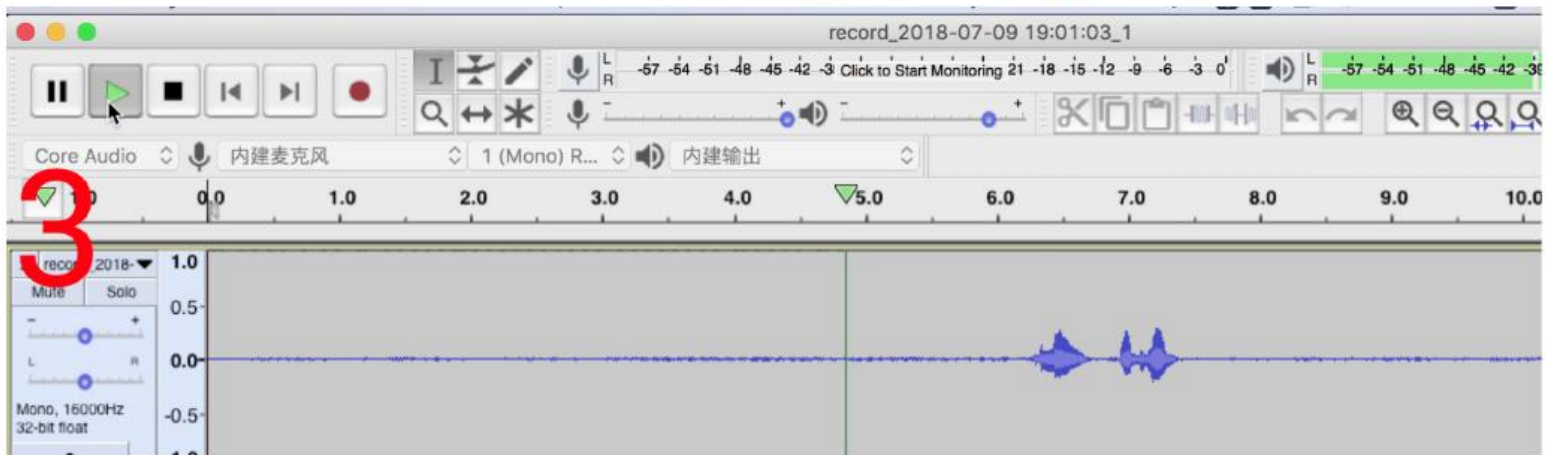 record_2018-07-09 19:01:03_1
L
R
-57 -54 -51 -48 -45 -42 -3 Click to Start Monitoring 21 -18 -15 -12 -9 -6 -3 0
L
R
-57 -54 -51 -48 -45 -42
Core Audio
内建麦克风
1 (Mono) R...
内建输出
0.0 1.0 2.0 3.0 4.0 5.0 6.0 7.0 8.0 9.0 10.0
3
2018-
1.0
Mute Solo
0.5
- +
L R
0.0
Mono, 16000Hz
-0.5
32-bit float